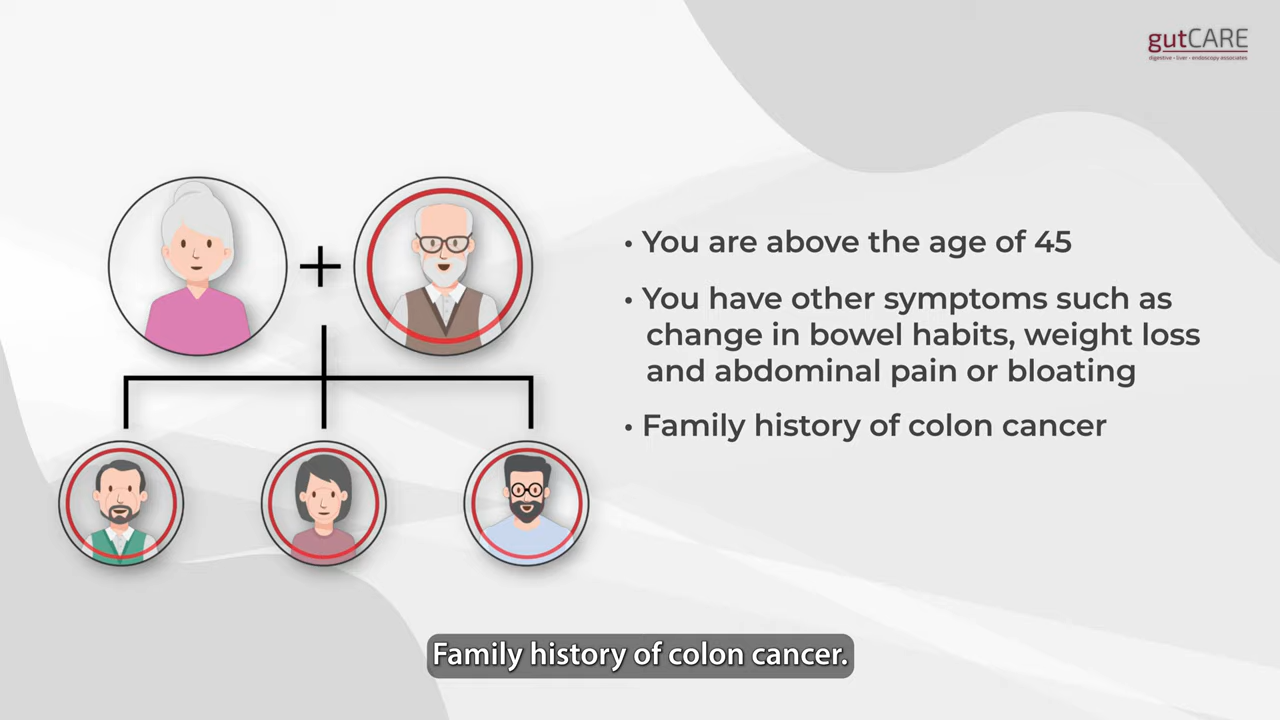 gutCARE
digestive • liver • endoscopy associates
• You are above the age of 45
• You have other symptoms such as
change in bowel habits, weight loss
and abdominal pain or bloating
• Family history of colon cancer
Family history of colon cancer.